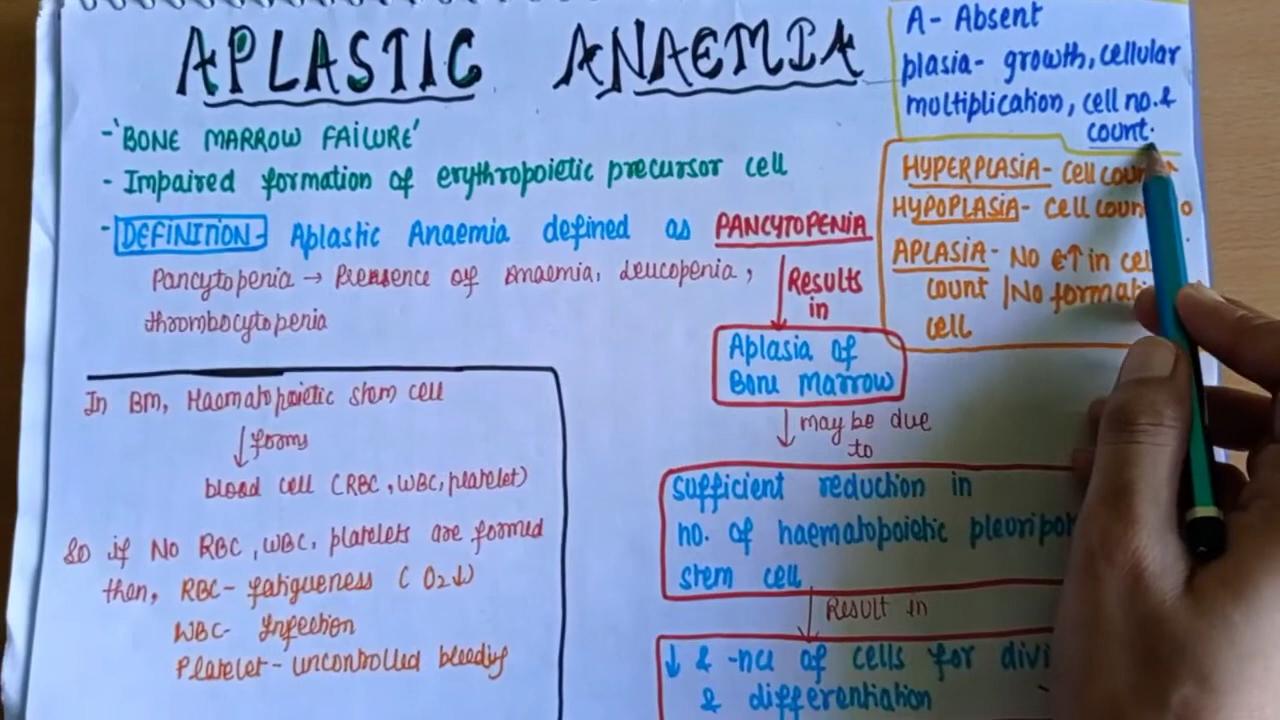 APLASTIC ANAEMIA
A- Absent
plasia- growth, cellular
multiplication, cell no. &
count.
-'BONE MARROW FAILURE'
- Impaired formation of erythropoietic precursor cell
HYPERPLASIA- cell
HYPOPLASIA- cell
APLASIA- No ↑ in
count | No
cell
- DEFINITION- Aplastic Anaemia defined as PANCYTOPENIA
Pancytopenia → Presence of anaemia, leucopenia,
thrombocytopenia
Results
in
Aplasia of
Bone Marrow
may be due
to
Sufficient reduction in
no. of haematopoietic
stem cell
Result in
↓ & -nce of cells for
& differentiation
In BM, Haematopoietic stem cell
↓ forms
blood cell (RBC, WBC, platelet)
So if No RBC, WBC, platelets are formed
then, RBC- fatigueness (O2↓)
WBC- Infection
Platelet- uncontrolled bleeding